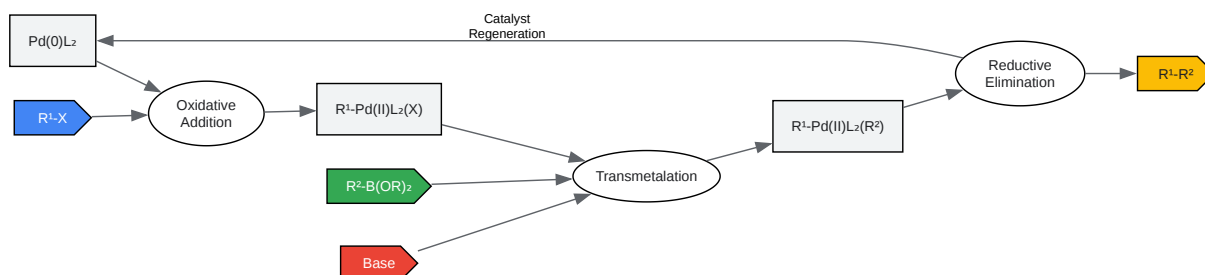 Catalyst
Regeneration
Pd(0)L₂
R¹-X
Oxidative
Addition
R¹-Pd(II)L₂(X)
R²-B(OR)₂
Base
Transmetalation
R¹-Pd(II)L₂(R²)
Reductive
Elimination
R¹-R²